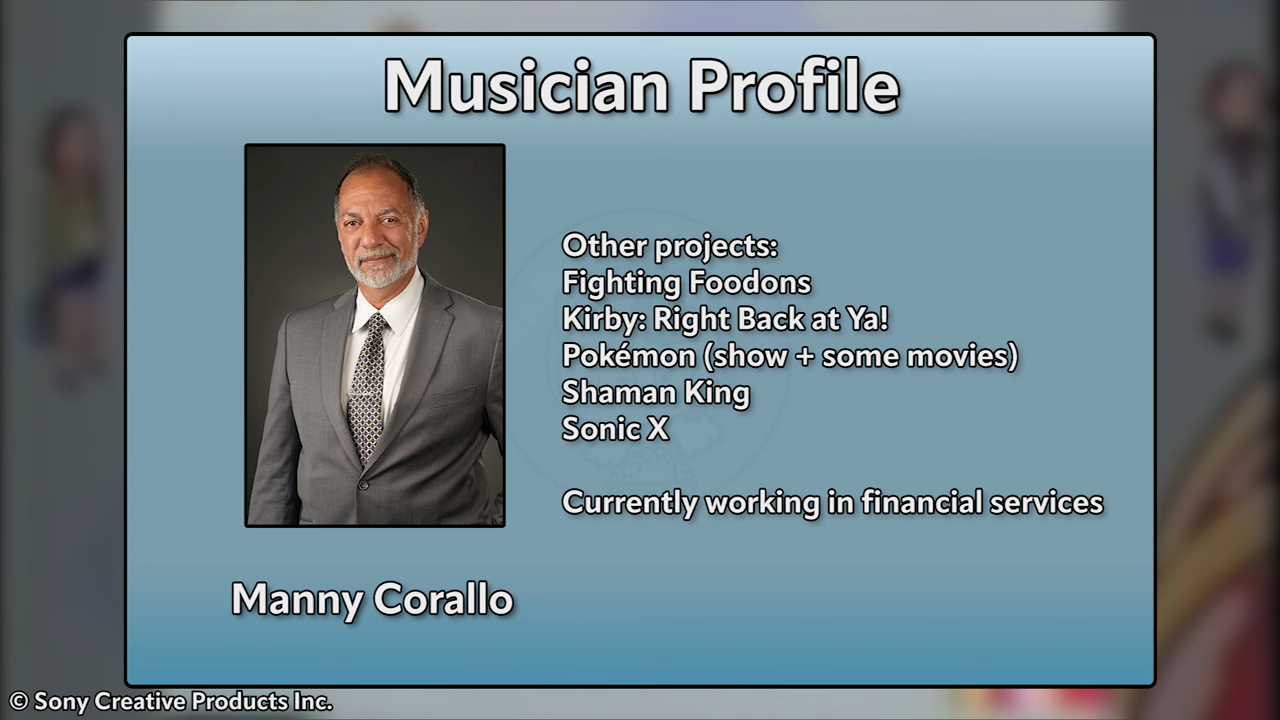 Musician Profile
Other projects:
Fighting Foodons
Kirby: Right Back at Ya!
Pokémon (show + some movies)
Shaman King
Sonic X
Currently working in financial services
Manny Corallo
© Sony Creative Products Inc.